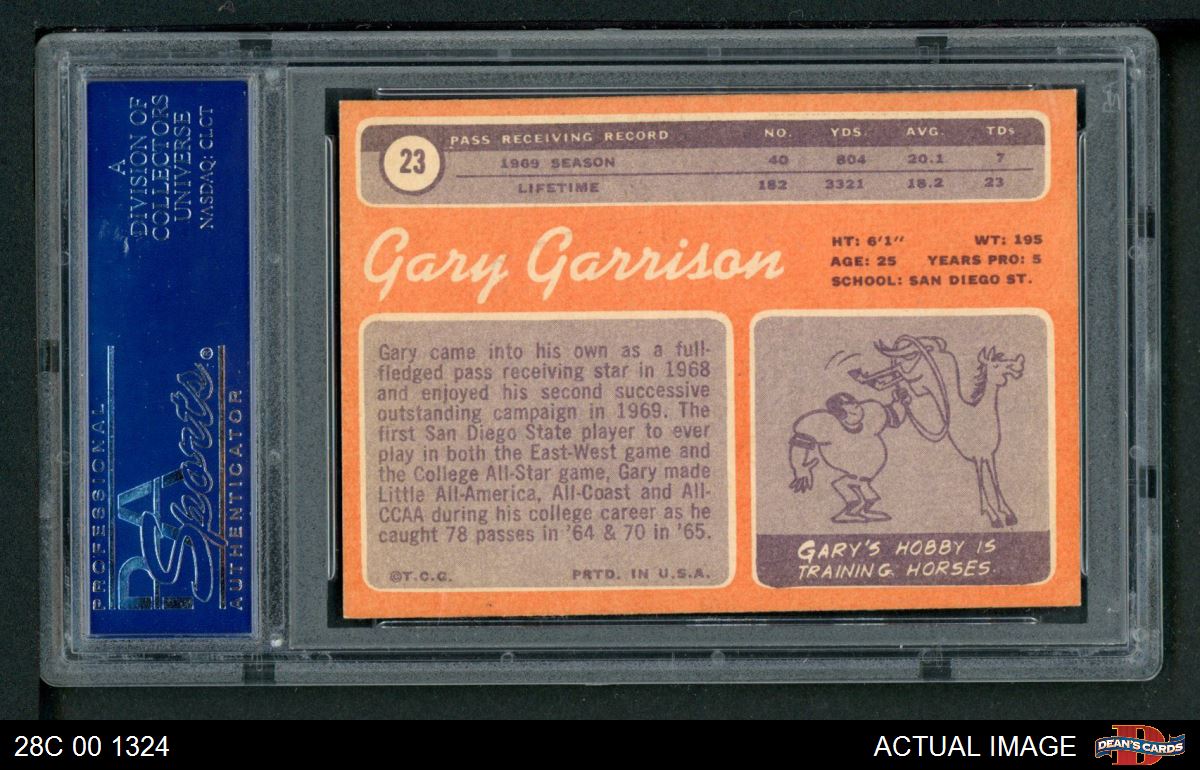 A
DIVISION OF
COLLECTORS
UNIVERSE
NASDAQ: CLCT
PROFESSIONAL
PSA
Sports®
AUTHENTICATOR
23
PASS RECEIVING RECORD NO. YDS. AVG. TDs
1969 SEASON 40 804 20.1 7
LIFETIME 182 3321 18.2 23
Gary Garrison
HT: 6'1" WT: 195
AGE: 25 YEARS PRO: 5
SCHOOL: SAN DIEGO ST.
Gary came into his own as a full-
fledged pass receiving star in 1968
and enjoyed his second successive
outstanding campaign in 1969. The
first San Diego State player to ever
play in both the East-West game and
the College All-Star game, Gary made
Little All-America, All-Coast and All-
CCAA during his college career as he
caught 78 passes in '64 & 70 in '65.
©T.C.G. PRTD. IN U.S.A.
GARY'S HOBBY IS
TRAINING HORSES.
28C 00 1324
ACTUAL IMAGE
D
DEAN'S CARDS